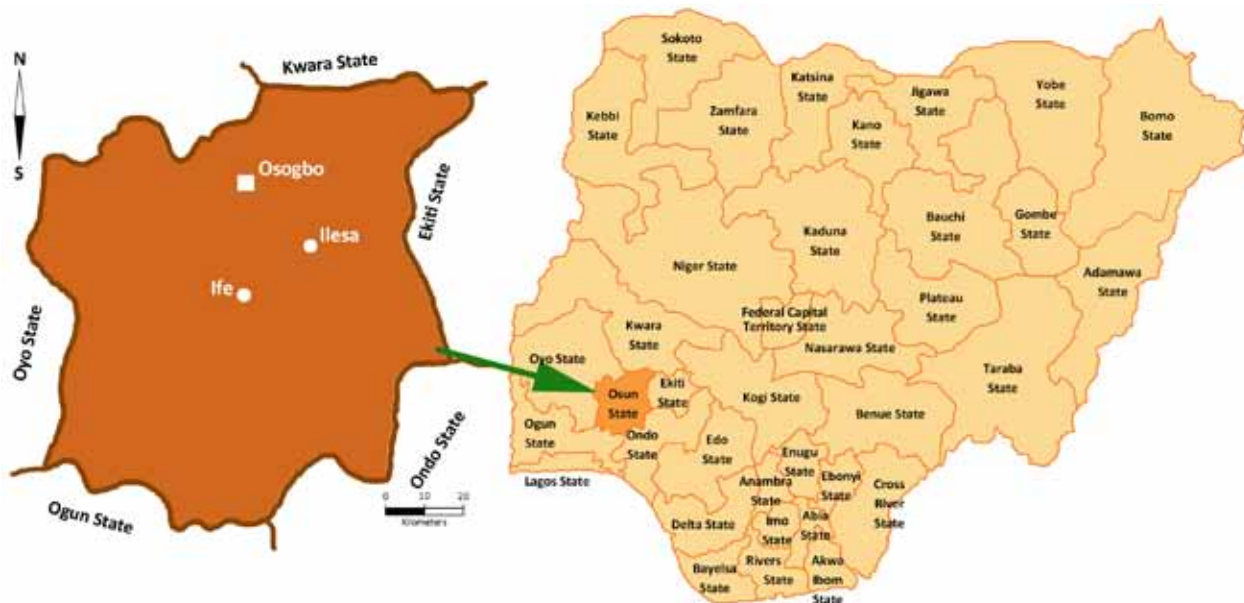 N
S
Kwara State
Osogbo
Ilesa
Ife
Ekiti State
Oyo State
Ondo State
Ogun State
0 10 20
Kilometers
Sokoto
State
Katsina
State
Jigawa
State
Yobe
State
Borno
State
Kebbi
State
Zamfara
State
Kano
State
Bauchi
State
Gombe
State
Kaduna
State
Niger State
Adamawa
State
Plateau
State
Federal Capital
Territory State
Kwara
State
Nasarawa State
Taraba
State
Oyo State
Osun
State
Ekiti
State
Kogi State
Benue State
Ogun
State
Ondo
State
Edo
State
Enugu
State
Ebonyi
State
Cross
River
State
Lagos State
Anambra
State
Delta State
Imo
State
Abia
State
Bayelsa
State
Rivers
State
Akwa
Ibom
State